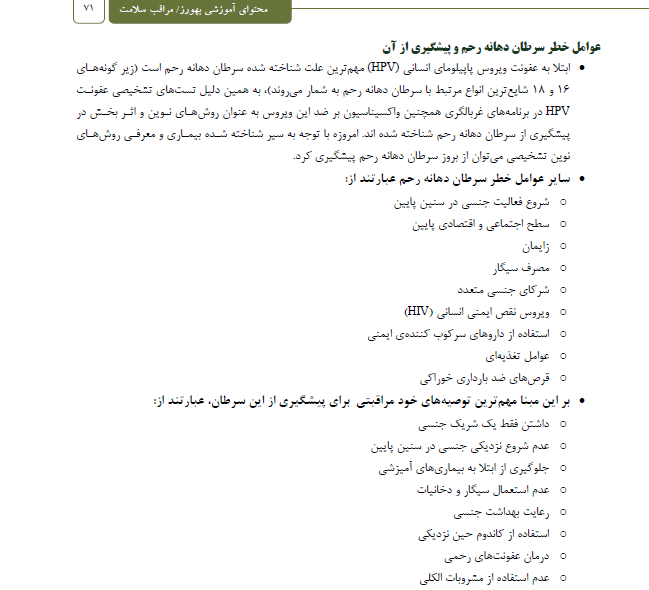 محتوای آموزشی بهورز/ مراقب سلامت
۷۱
عوامل خطر سرطان دهانه رحم و پیشگیری از آن
• ابتلا به عفونت ویروس پاپیلومای انسانی (HPV) مهم‌ترین علت شناخته شده سرطان دهانه رحم است (زیر گونه‌های
۱۶ و ۱۸ شایع‌ترین انواع مرتبط با سرطان دهانه رحم به شمار می‌روند)، به همین دلیل تست‌های تشخیصی عفونت
HPV در برنامه‌های غربالگری همچنین واکسیناسیون بر ضد این ویروس به عنوان روش‌های نوین و اثر بخش در
پیشگیری از سرطان دهانه رحم شناخته شده اند. امروزه با توجه به سیر شناخته شده بیماری و معرفی روش‌های
نوین تشخیصی می‌توان از بروز سرطان دهانه رحم پیشگیری کرد.
• سایر عوامل خطر سرطان دهانه رحم عبارتند از:
○ شروع فعالیت جنسی در سنین پایین
○ سطح اجتماعی و اقتصادی پایین
○ زایمان
○ مصرف سیگار
○ شرکای جنسی متعدد
○ ویروس نقص ایمنی انسانی (HIV)
○ استفاده از داروهای سرکوب کننده‌ی ایمنی
○ عوامل تغذیه‌ای
○ قرص‌های ضد بارداری خوراکی
• بر این مبنا مهم‌ترین توصیه‌های خود مراقبتی برای پیشگیری از این سرطان، عبارتند از:
○ داشتن فقط یک شریک جنسی
○ عدم شروع نزدیکی جنسی در سنین پایین
○ جلوگیری از ابتلا به بیماری‌های آمیزشی
○ عدم استعمال سیگار و دخانیات
○ رعایت بهداشت جنسی
○ استفاده از کاندوم حین نزدیکی
○ درمان عفونت‌های رحمی
○ عدم استفاده از مشروبات الکلی